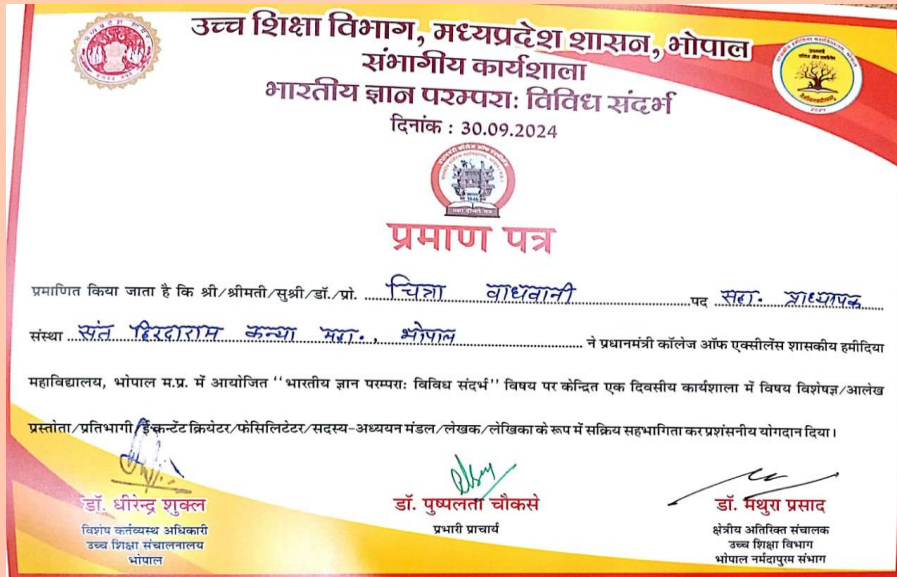 उच्च शिक्षा विभाग, मध्यप्रदेश शासन, भोपाल
संभागीय कार्यशाला
भारतीय ज्ञान परम्परा: विविध संदर्भ
दिनांक : 30.09.2024
प्रमाण पत्र
प्रमाणित किया जाता है कि श्री/श्रीमती/सुश्री/डॉ./प्रो. चित्रा वाधवानी पद सहा. प्राध्यापक
संस्था संत हिरदाराम कन्या महा., भोपाल ने प्रधानमंत्री कॉलेज ऑफ एक्सीलेंस शासकीय हमीदिया
महाविद्यालय, भोपाल म.प्र. में आयोजित ''भारतीय ज्ञान परम्परा: विविध संदर्भ'' विषय पर केन्द्रित एक दिवसीय कार्यशाला में विषय विशेषज्ञ/आलेख
प्रस्तोता/प्रतिभागी/ई-कन्टेंट क्रियेटर/फेसिलिटेटर/सदस्य-अध्ययन मंडल/लेखक/लेखिका के रूप में सक्रिय सहभागिता कर प्रशंसनीय योगदान दिया।
डॉ. धीरेन्द्र शुक्ल
विशेष कर्तव्यस्थ अधिकारी
उच्च शिक्षा संचालनालय
भोपाल
डॉ. पुष्पलता चौकसे
प्रभारी प्राचार्य
डॉ. मथुरा प्रसाद
क्षेत्रीय अतिरिक्त संचालक
उच्च शिक्षा विभाग
भोपाल नर्मदापुरम संभाग